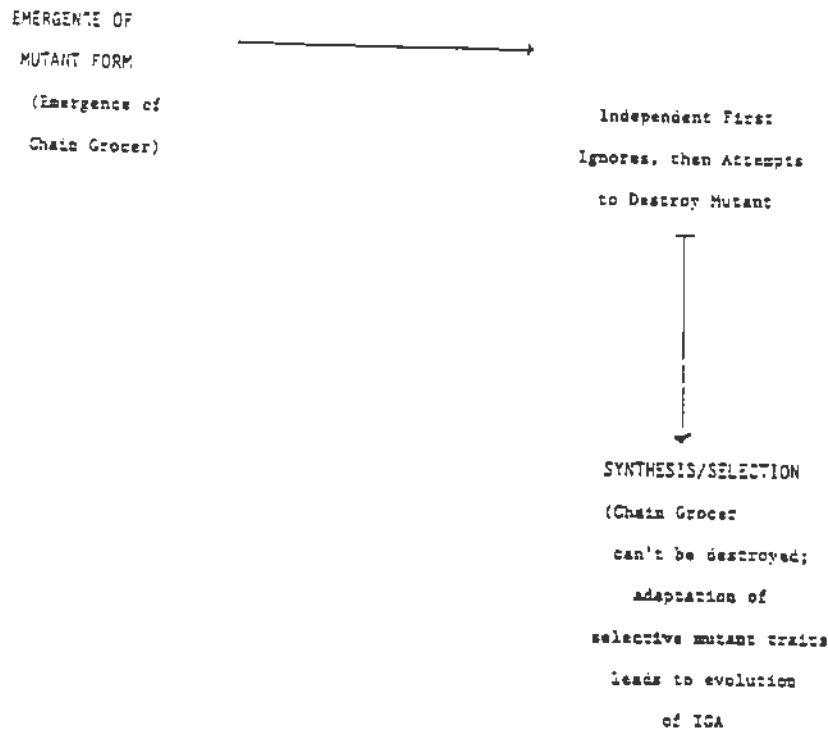 EMERGENCE OF
MUTANT FORM
(Emergence of
Chain Grocer)
Independent First
Ignores, then Attempts
to Destroy Mutant
SYNTHESIS/SELECTION
(Chain Grocer
can't be destroyed;
adaptation of
selective mutant traits
leads to evolution
of IGA